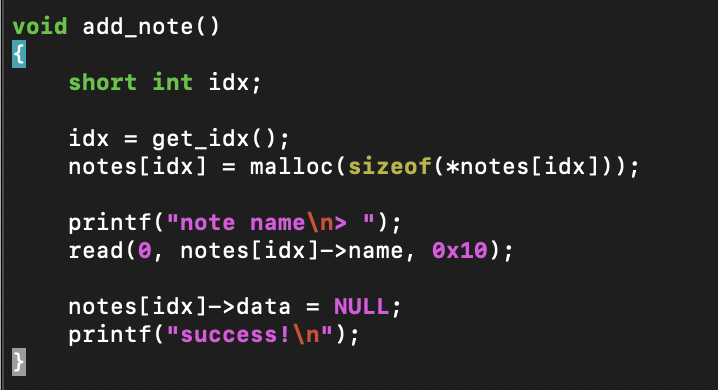 void add_note()
{
    short int idx;

    idx = get_idx();
    notes[idx] = malloc(sizeof(*notes[idx]));

    printf("note name\n> ");
    read(0, notes[idx]->name, 0x10);

    notes[idx]->data = NULL;
    printf("success!\n");
}